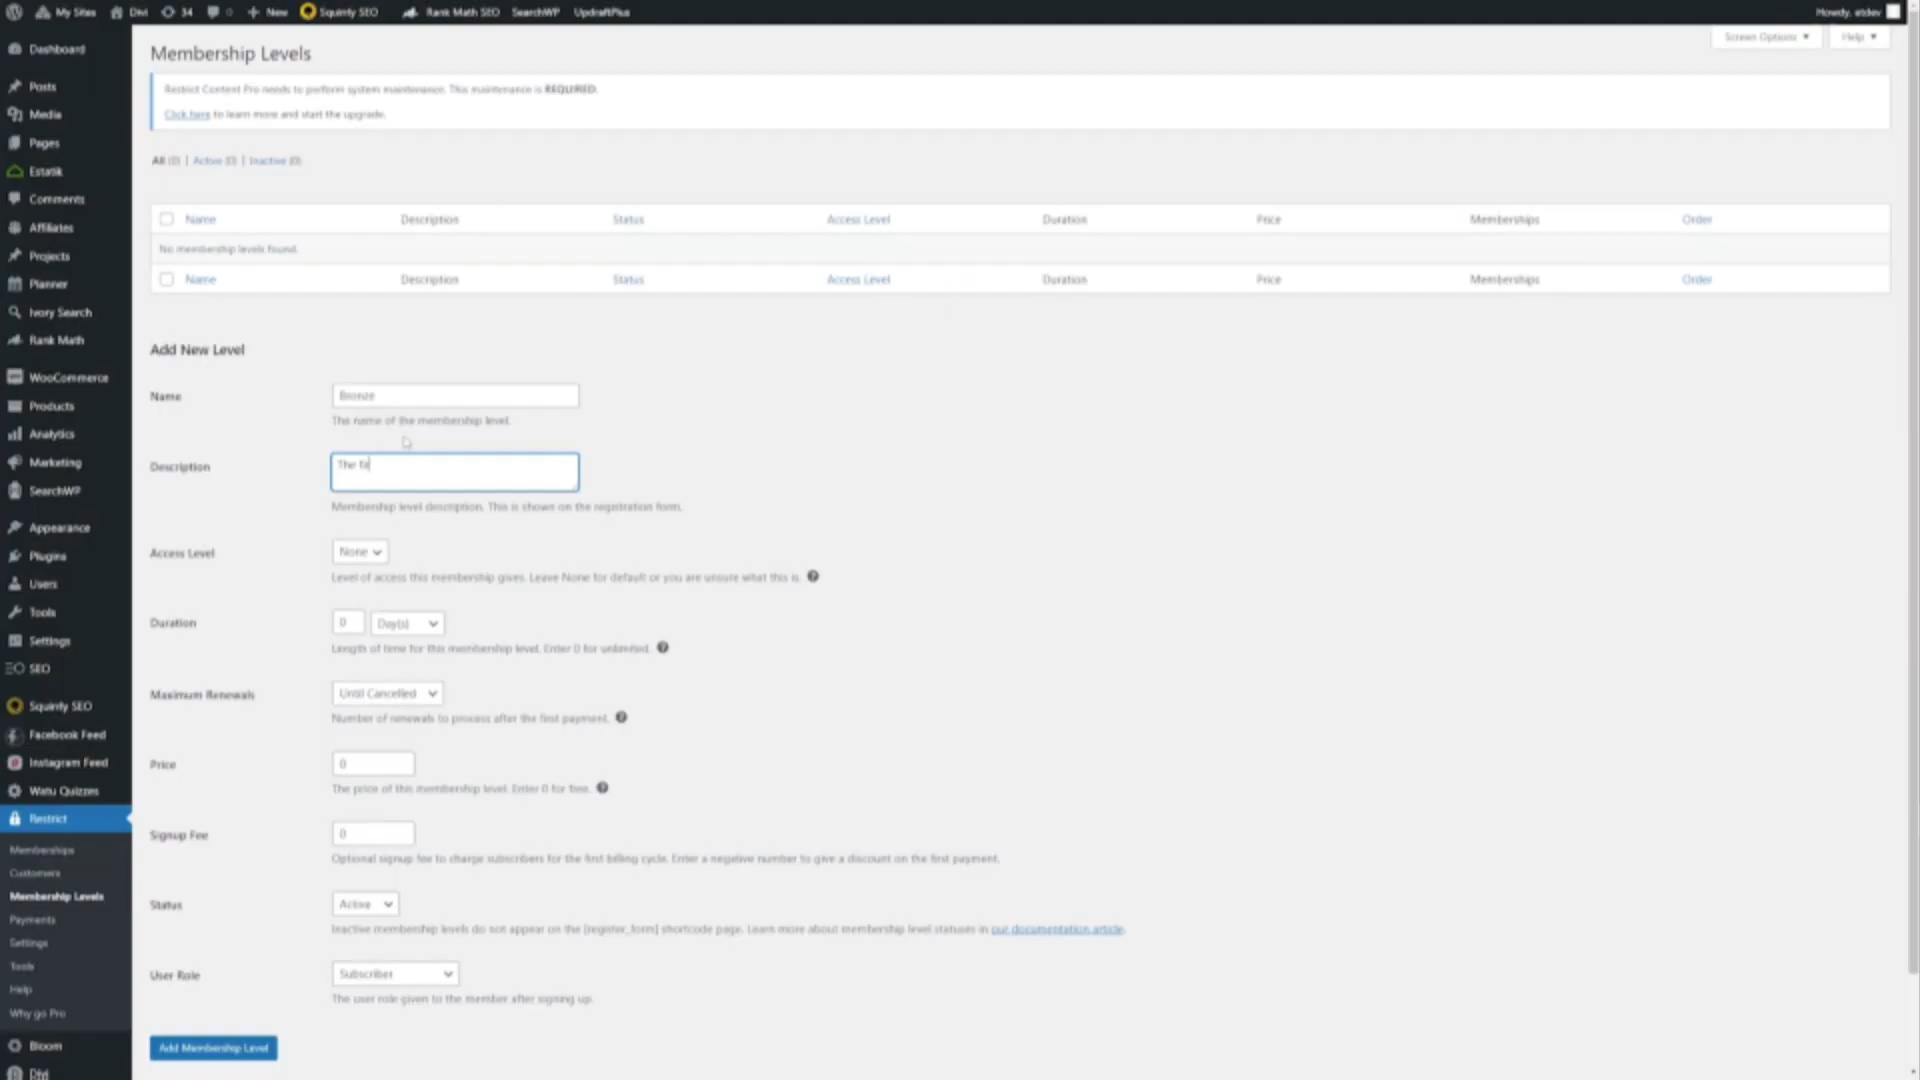 My Sites Divi 34 0 New Squirrly SEO Rank Math SEO SearchWP UpdraftPlus Howdy, etdev
Screen Options Help
Dashboard
Posts
Media
Pages
Estatik
Comments
Affiliates
Projects
Planner
Ivory Search
Rank Math
WooCommerce
Products
Analytics
Marketing
SearchWP
Appearance
Plugins
Users
Tools
Settings
SEO
Squirrly SEO
Facebook Feed
Instagram Feed
Watu Quizzes
Restrict
Memberships
Customers
Membership Levels
Payments
Settings
Tools
Help
Why go Pro
Bloom
Divi
Membership Levels
Restrict Content Pro needs to perform system maintenance. This maintenance is REQUIRED.
Click here to learn more and start the upgrade.
All (0) | Active (0) | Inactive (0)
Name Description Status Access Level Duration Price Memberships Order
No membership levels found.
Name Description Status Access Level Duration Price Memberships Order
Add New Level
Name Bronze
The name of the membership level.
Description The
Membership level description. This is shown on the registration form.
Access Level None
Level of access this membership gives. Leave None for default or you are unsure what this is.
Duration 0 Day(s)
Length of time for this membership level. Enter 0 for unlimited.
Maximum Renewals Until Cancelled
Number of renewals to process after the first payment.
Price 0
The price of this membership level. Enter 0 for free.
Signup Fee 0
Optional signup fee to charge subscribers for the first billing cycle. Enter a negative number to give a discount on the first payment.
Status Active
Inactive membership levels do not appear on the [register_form] shortcode page. Learn more about membership level statuses in our documentation article.
User Role Subscriber
The user role given to the member after signing up.
Add Membership Level